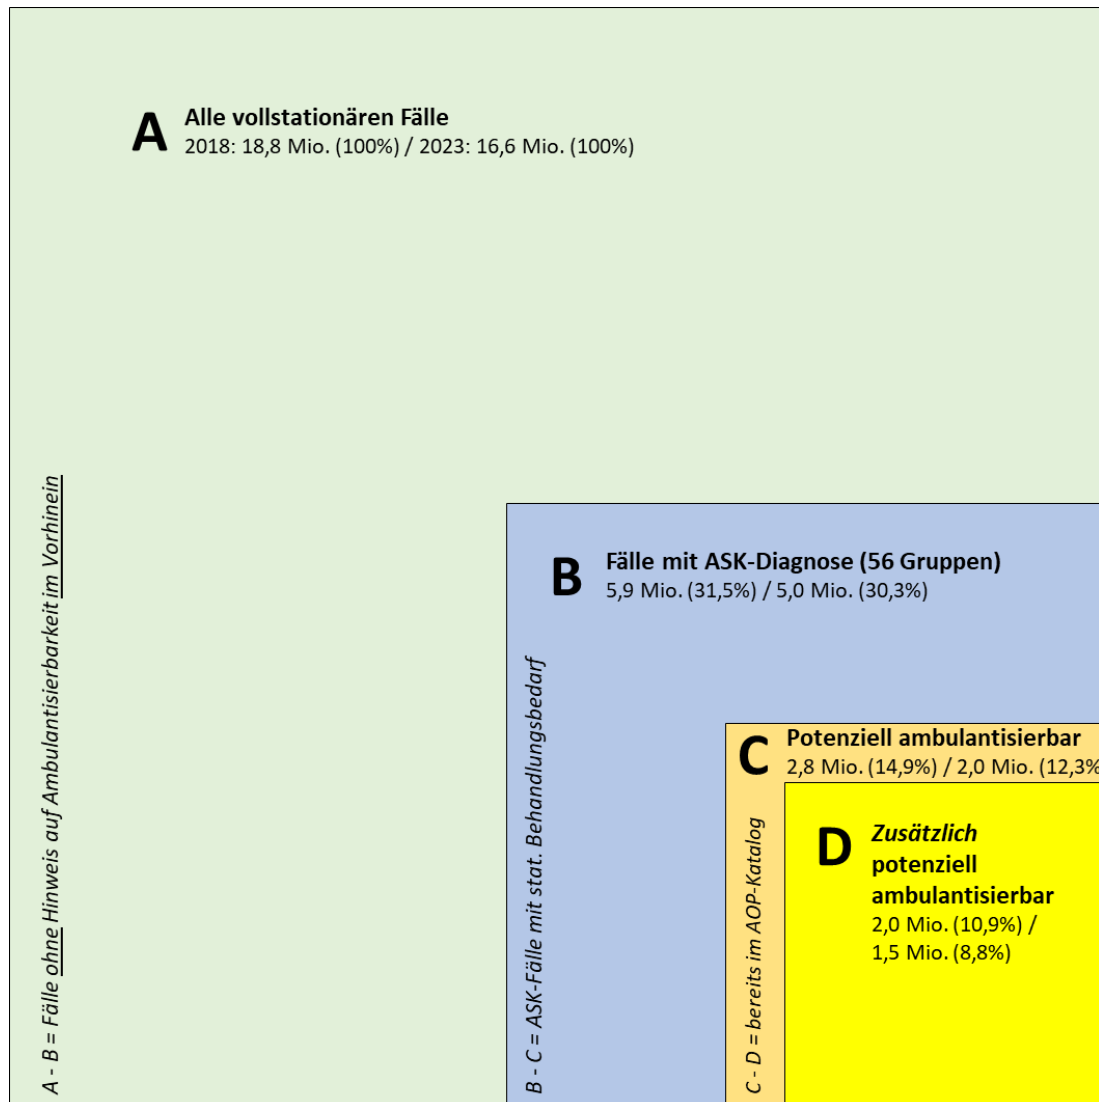 A
Alle vollstationären Fälle
2018: 18,8 Mio. (100%) / 2023: 16,6 Mio. (100%)
A - B = Fälle ohne Hinweis auf Ambulantisierbarkeit im Vorhinein
B
Fälle mit ASK-Diagnose (56 Gruppen)
5,9 Mio. (31,5%) / 5,0 Mio. (30,3%)
B - C = ASK-Fälle mit stat. Behandlungsbedarf
C
Potenziell ambulantisierbar
2,8 Mio. (14,9%) / 2,0 Mio. (12,3%
C - D = bereits im AOP-Katalog
D
Zusätzlich
potenziell
ambulantisierbar
2,0 Mio. (10,9%) /
1,5 Mio. (8,8%)